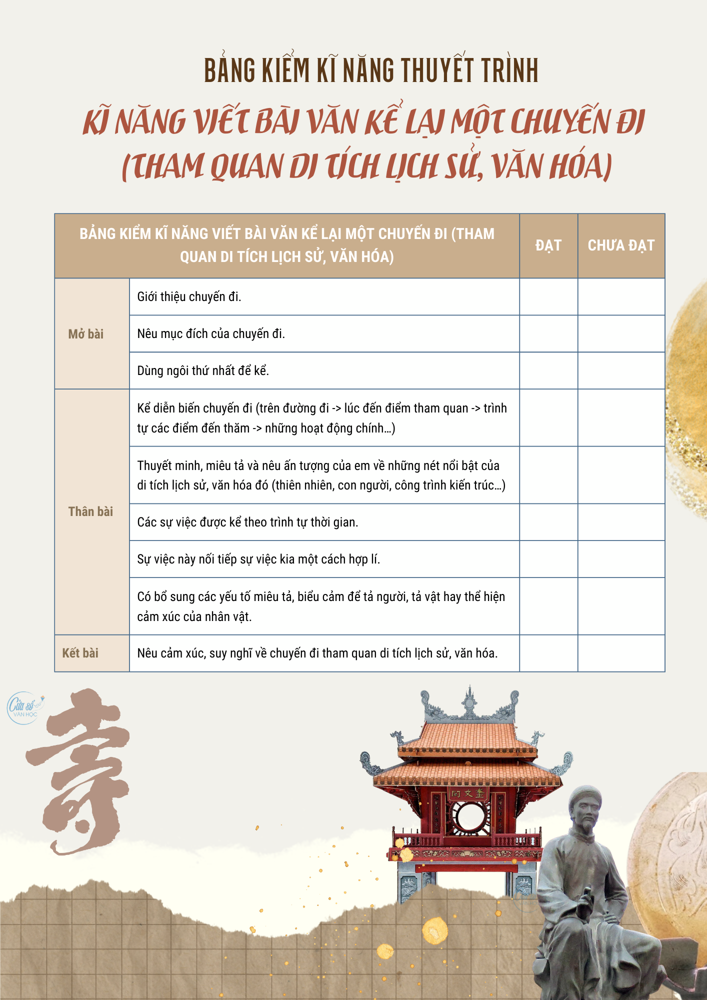 BẢNG KIỂM KĨ NĂNG THUYẾT TRÌNH
KĨ NĂNG VIẾT BÀI VĂN KỂ LẠI MỘT CHUYẾN ĐI
(THAM QUAN DI TÍCH LỊCH SỬ, VĂN HÓA)
BẢNG KIỂM KĨ NĂNG VIẾT BÀI VĂN KỂ LẠI MỘT CHUYẾN ĐI (THAM
QUAN DI TÍCH LỊCH SỬ, VĂN HÓA)
ĐẠT
CHƯA ĐẠT
Mở bài
Giới thiệu chuyến đi.
Nêu mục đích của chuyến đi.
Dùng ngôi thứ nhất để kể.
Thân bài
Kể diễn biến chuyến đi (trên đường đi -> lúc đến điểm tham quan -> trình
tự các điểm đến thăm -> những hoạt động chính...)
Thuyết minh, miêu tả và nêu ấn tượng của em về những nét nổi bật của
di tích lịch sử, văn hóa đó (thiên nhiên, con người, công trình kiến trúc...)
Các sự việc được kể theo trình tự thời gian.
Sự việc này nối tiếp sự việc kia một cách hợp lí.
Có bổ sung các yếu tố miêu tả, biểu cảm để tả người, tả vật hay thể hiện
cảm xúc của nhân vật.
Kết bài
Nêu cảm xúc, suy nghĩ về chuyến đi tham quan di tích lịch sử, văn hóa.
Cửa sổ
VĂN HỌC
壽
閣文奎